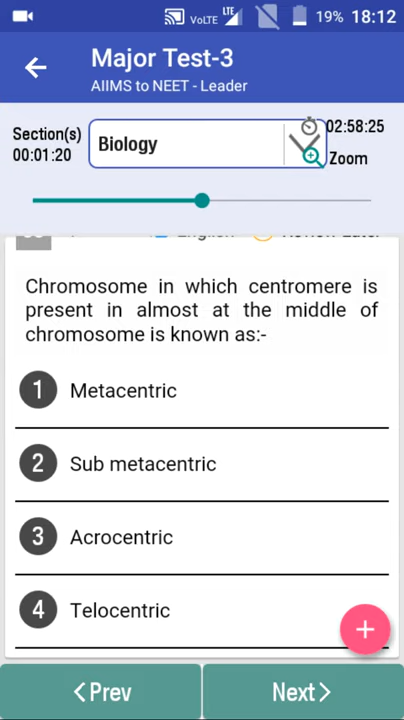 VoLTE LTE 19% 18:12
Major Test-3
AIIMS to NEET - Leader
Section(s)
00:01:20
Biology
02:58:25
Zoom
Chromosome in which centromere is
present in almost at the middle of
chromosome is known as:-
1 Metacentric
2 Sub metacentric
3 Acrocentric
4 Telocentric
+
<Prev
Next>